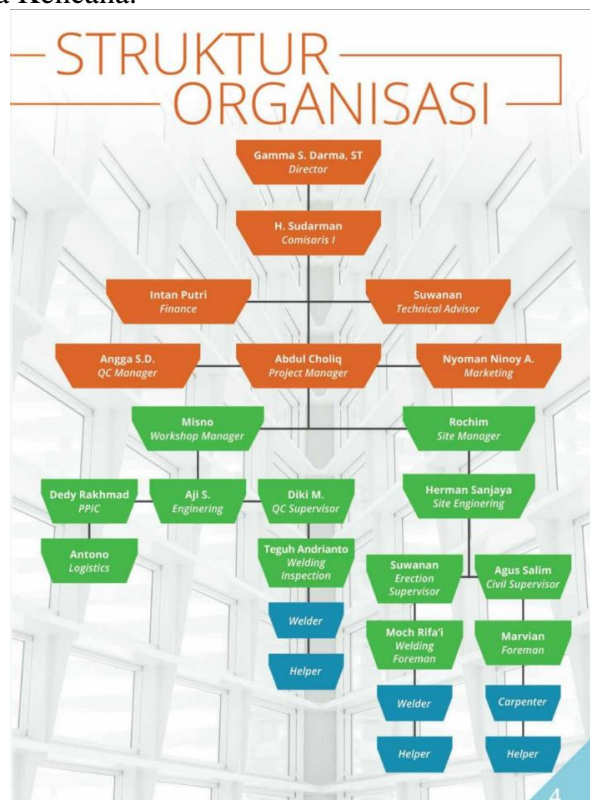 a Kencana.
STRUKTUR
ORGANISASI
Gamma S. Darma, ST
Director
H. Sudarman
Comisaris I
Intan Putri
Finance
Suwanan
Technical Advisor
Angga S.D.
QC Manager
Abdul Choliq
Project Manager
Nyoman Ninoy A.
Marketing
Misno
Workshop Manager
Rochim
Site Manager
Dedy Rakhmad
PPIC
Aji S.
Enginering
Diki M.
QC Supervisor
Herman Sanjaya
Site Enginering
Antono
Logistics
Teguh Andrianto
Welding
Inspection
Suwanan
Erection
Supervisor
Agus Salim
Civil Supervisor
Welder
Moch Rifa'i
Welding
Foreman
Marvian
Foreman
Helper
Welder
Carpenter
Helper
Helper
4